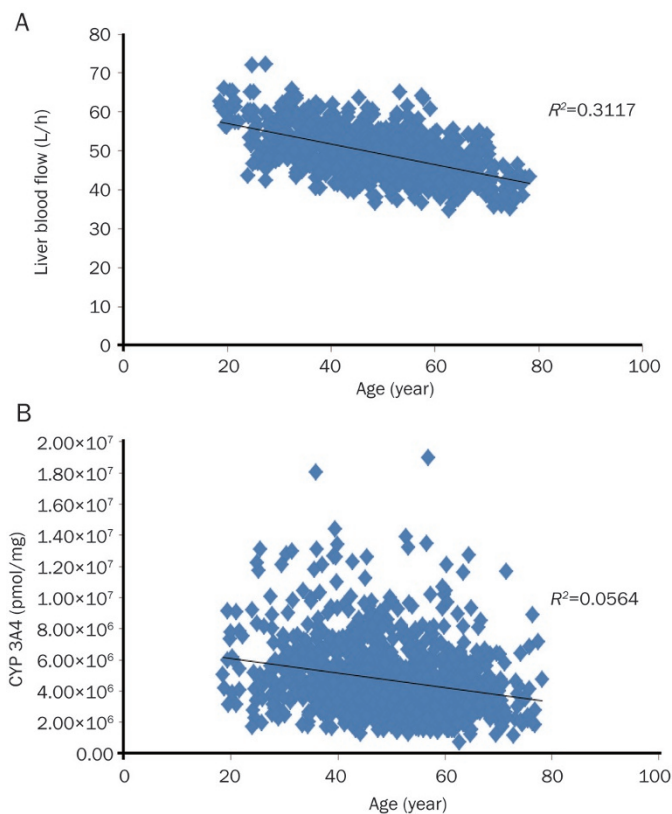 A
80
70
60
50
40
30
20
10
0
Liver blood flow (L/h)
R²=0.3117
0 20 40 60 80 100
Age (year)
B
2.00×10⁷
1.80×10⁷
1.60×10⁷
1.40×10⁷
1.20×10⁷
1.00×10⁷
8.00×10⁶
6.00×10⁶
4.00×10⁶
2.00×10⁶
0.00
CYP 3A4 (pmol/mg)
R²=0.0564
0 20 40 60 80 100
Age (year)